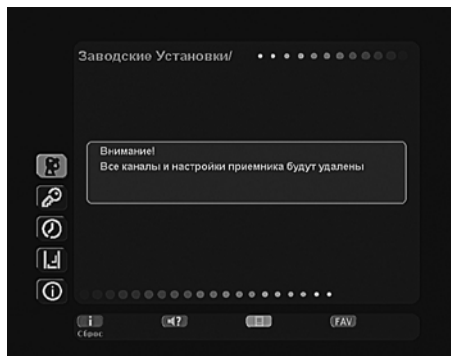 Заводские Установки/
Внимание!
Все каналы и настройки приемника будут удалены
i
?
FAV
Сброс